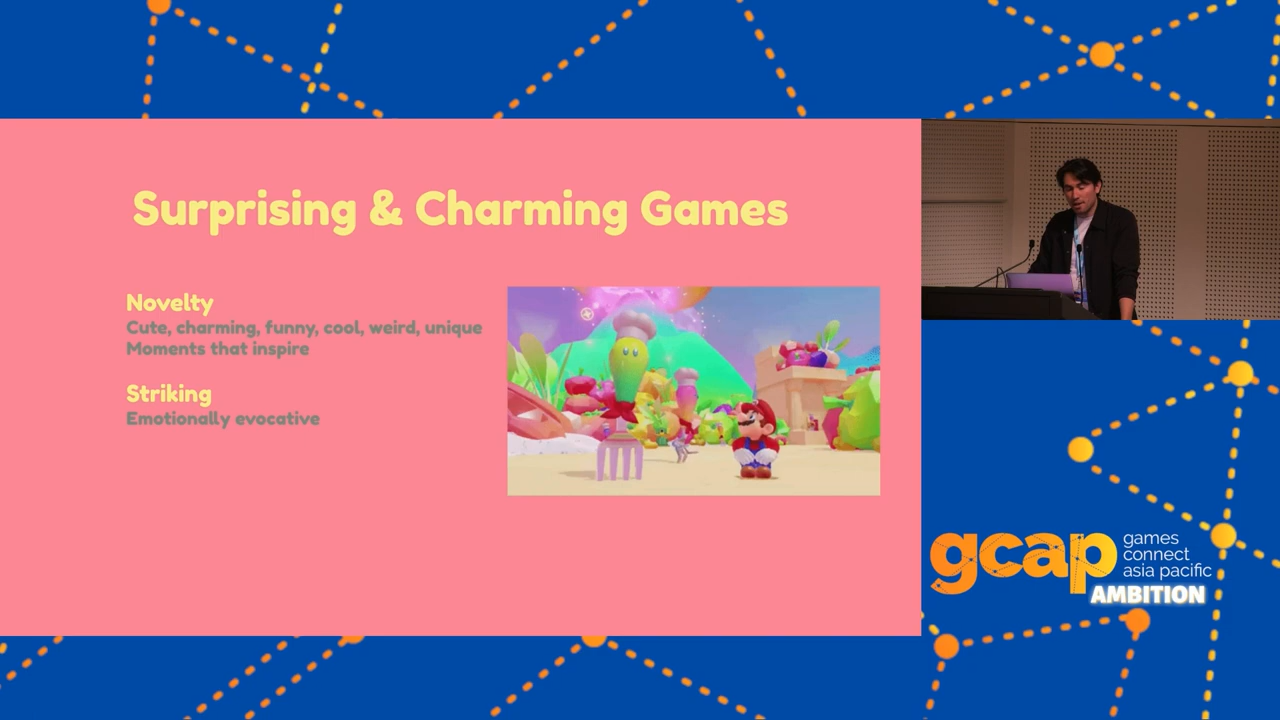 Surprising & Charming Games
Novelty
Cute, charming, funny, cool, weird, unique
Moments that inspire
Striking
Emotionally evocative
gcap
games
connect
asia pacific
AMBITION